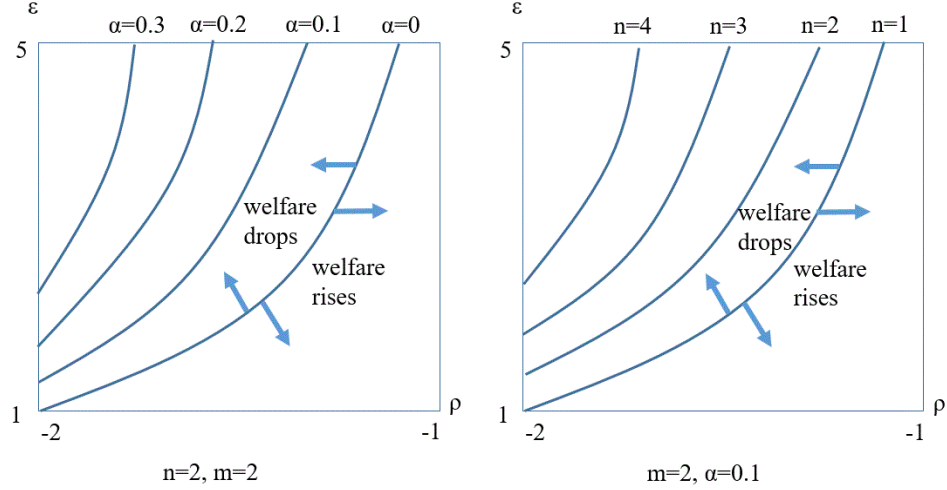 ε
α=0.3 α=0.2 α=0.1 α=0
5
welfare
drops
welfare
rises
1
ρ
-2
-1
n=2, m=2
ε
n=4 n=3 n=2 n=1
5
welfare
drops
welfare
rises
1
ρ
-2
-1
m=2, α=0.1